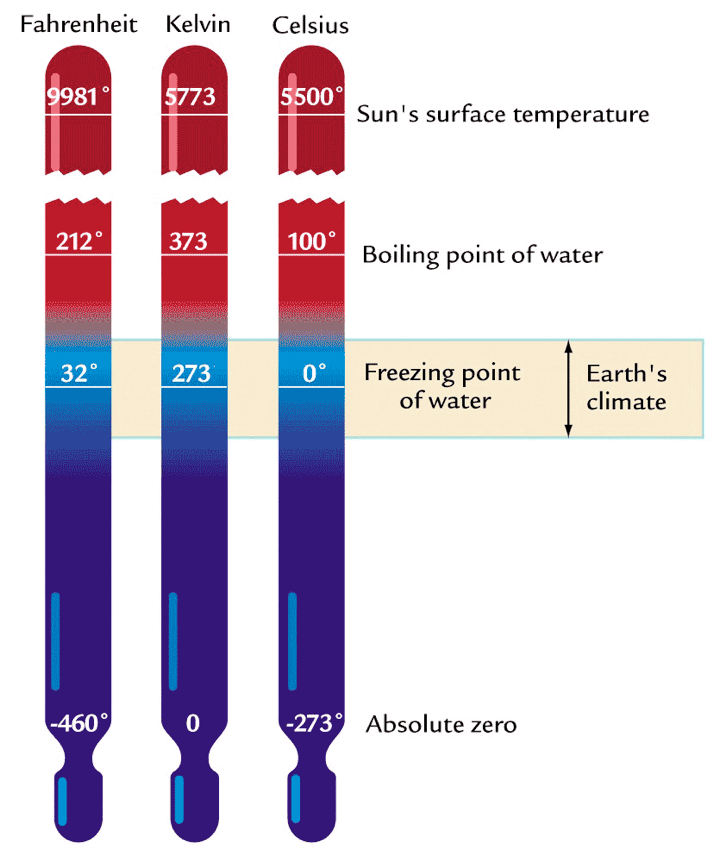 Fahrenheit Kelvin Celsius
9981° 5773 5500° Sun's surface temperature
212° 373 100° Boiling point of water
32° 273 0° Freezing point of water Earth's climate
-460° 0 -273° Absolute zero